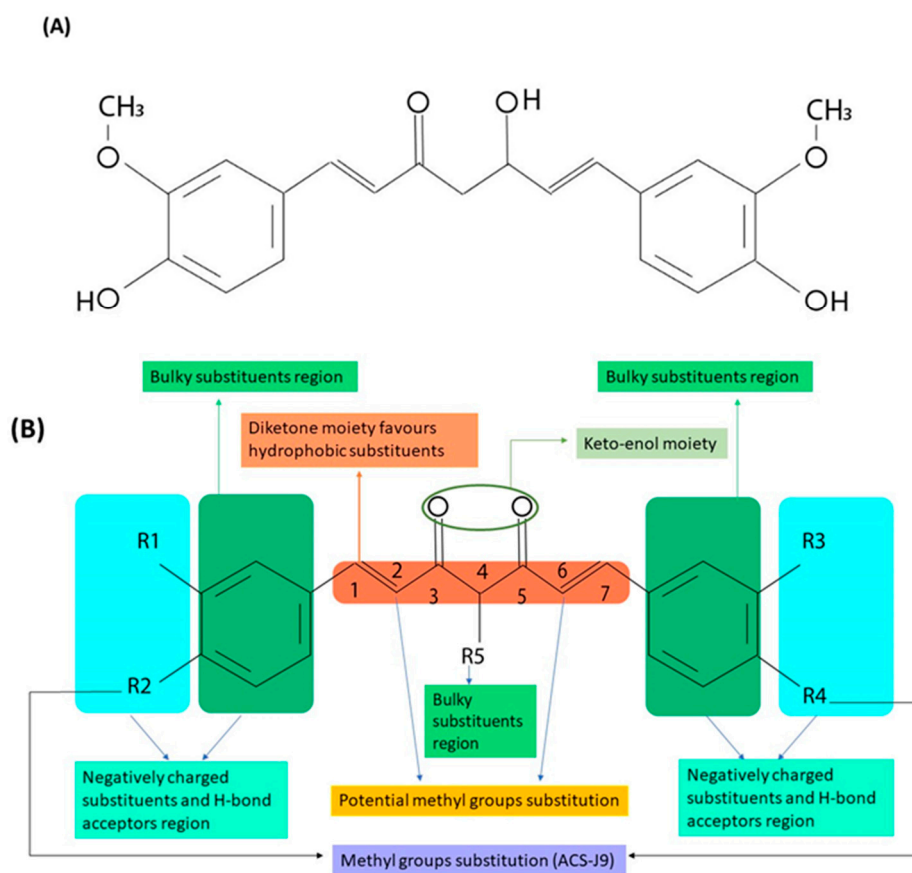 (A)
CH3
O
HO
O
OH
CH3
O
OH
Bulky substituents region
Bulky substituents region
(B)
Diketone moiety favours
hydrophobic substituents
Keto-enol moiety
O
O
R1
R3
1
2
3
4
5
6
7
R5
R2
R4
Bulky
substituents
region
Negatively charged
substituents and H-bond
acceptors region
Negatively charged
substituents and H-bond
acceptors region
Potential methyl groups substitution
Methyl groups substitution (ACS-J9)